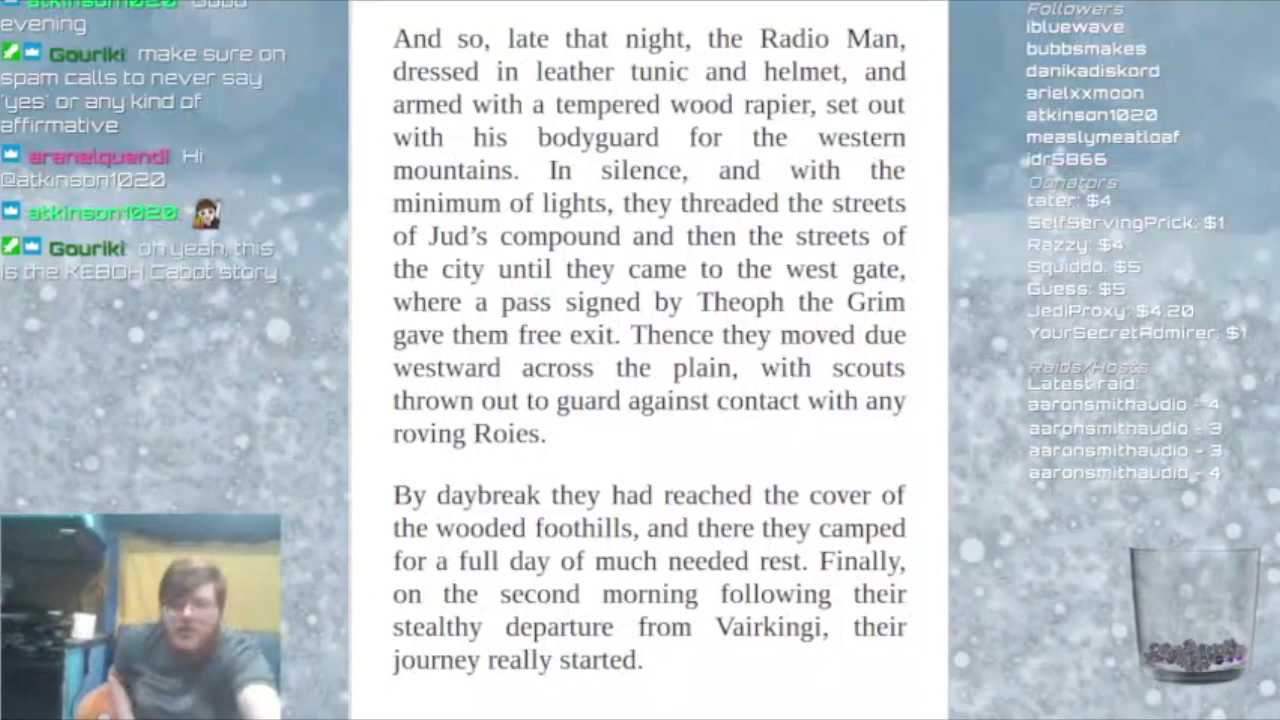 atkinson1020: Good
evening
Gouriki: make sure on
spam calls to never say
'yes' or any kind of
affirmative
aranelquendi: Hi
@atkinson1020
atkinson1020:
Gouriki: oh yeah, this
is the KEBOH Cabot story
And so, late that night, the Radio Man,
dressed in leather tunic and helmet, and
armed with a tempered wood rapier, set out
with his bodyguard for the western
mountains. In silence, and with the
minimum of lights, they threaded the streets
of Jud’s compound and then the streets of
the city until they came to the west gate,
where a pass signed by Theoph the Grim
gave them free exit. Thence they moved due
westward across the plain, with scouts
thrown out to guard against contact with any
roving Roies.
By daybreak they had reached the cover of
the wooded foothills, and there they camped
for a full day of much needed rest. Finally,
on the second morning following their
stealthy departure from Vairkingi, their
journey really started.
Followers
ibluewave
bubbsmakes
danikadiskord
arielxxmoon
atkinson1020
measlymeatloaf
jdr5866
Donators
tater: $4
SelfServingPrick: $1
Razzy: $4
Squiddo: $5
Guess: $5
JediProxy: $4.20
YourSecretAdmirer: $1
Raids/Hosts
Latest raid:
aaronsmithaudio - 4
aaronsmithaudio - 3
aaronsmithaudio - 3
aaronsmithaudio - 4